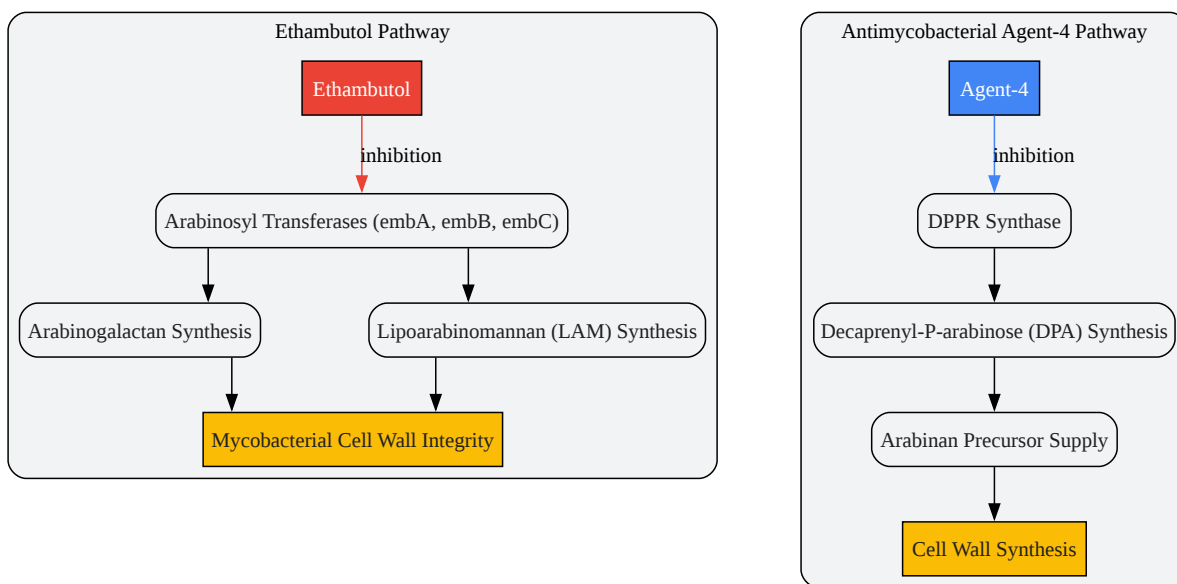 Ethambutol Pathway
Ethambutol
inhibition
Arabinosyl Transferases (embA, embB, embC)
Arabinogalactan Synthesis
Lipoarabinomannan (LAM) Synthesis
Mycobacterial Cell Wall Integrity
Antimycobacterial Agent-4 Pathway
Agent-4
inhibition
DPPR Synthase
Decaprenyl-P-arabinose (DPA) Synthesis
Arabinan Precursor Supply
Cell Wall Synthesis